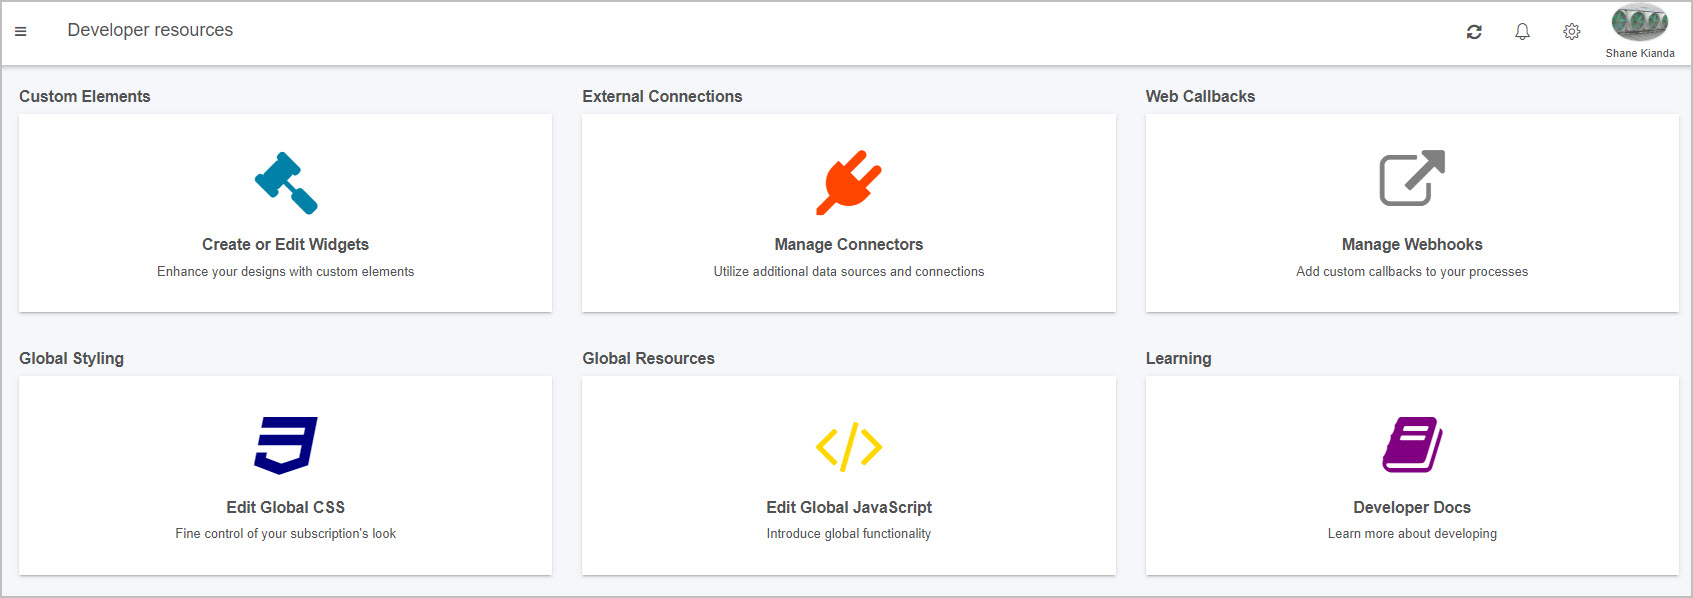 Developer resources
Shane Kianda
Custom Elements
External Connections
Web Callbacks
Create or Edit Widgets
Enhance your designs with custom elements
Manage Connectors
Utilize additional data sources and connections
Manage Webhooks
Add custom callbacks to your processes
Global Styling
Global Resources
Learning
Edit Global CSS
Fine control of your subscription's look
Edit Global JavaScript
Introduce global functionality
Developer Docs
Learn more about developing